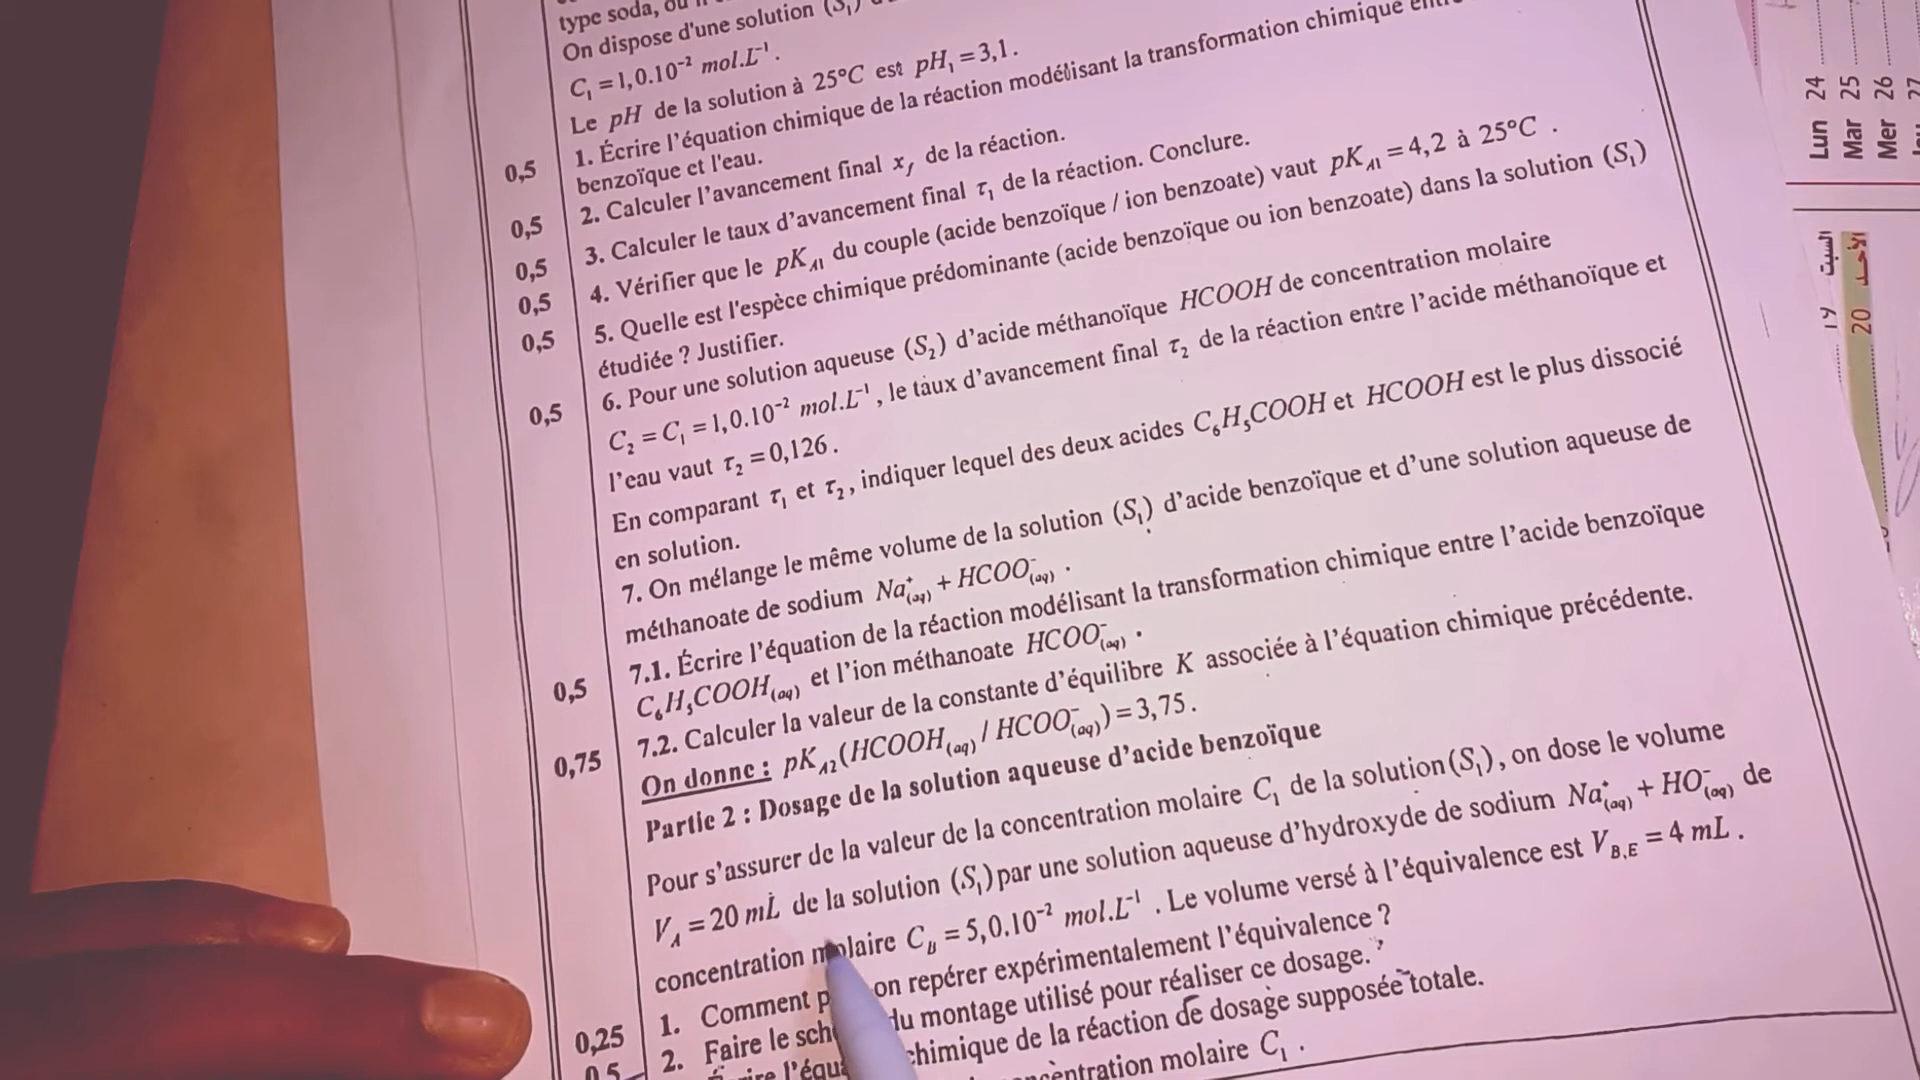 type soda, ou
On dispose d'une solution (S₁)
C₁ = 1,0.10⁻² mol.L⁻¹.
Le pH de la solution à 25°C est pH₁ = 3,1.
0,5 1. Écrire l'équation chimique de la réaction modélisant la transformation chimique
benzoïque et l'eau.
0,5 2. Calculer l'avancement final x_f de la réaction.
0,5 3. Calculer le taux d'avancement final τ₁ de la réaction. Conclure.
0,5 4. Vérifier que le pK_A1 du couple (acide benzoïque / ion benzoate) vaut pK_A1 = 4,2 à 25°C .
0,5 5. Quelle est l'espèce chimique prédominante (acide benzoïque ou ion benzoate) dans la solution (S₁)
étudiée ? Justifier.
0,5 6. Pour une solution aqueuse (S₂) d'acide méthanoïque HCOOH de concentration molaire
C₂ = C₁ = 1,0.10⁻² mol.L⁻¹, le taux d'avancement final τ₂ de la réaction entre l'acide méthanoïque et
l'eau vaut τ₂ = 0,126.
En comparant τ₁ et τ₂, indiquer lequel des deux acides C₆H₅COOH et HCOOH est le plus dissocié
en solution.
7. On mélange le même volume de la solution (S₁) d'acide benzoïque et d'une solution aqueuse de
méthanoate de sodium Na⁺(aq) + HCOO⁻(aq) .
0,5 7.1. Écrire l'équation de la réaction modélisant la transformation chimique entre l'acide benzoïque
C₆H₅COOH(aq) et l'ion méthanoate HCOO⁻(aq) .
0,75 7.2. Calculer la valeur de la constante d'équilibre K associée à l'équation chimique précédente.
On donne : pK_A2(HCOOH(aq) / HCOO⁻(aq)) = 3,75.
Partie 2 : Dosage de la solution aqueuse d'acide benzoïque
Pour s'assurer de la valeur de la concentration molaire C₁ de la solution (S₁), on dose le volume
V_A = 20 mL de la solution (S₁) par une solution aqueuse d'hydroxyde de sodium Na⁺(aq) + HO⁻(aq) de
concentration molaire C_B = 5,0.10⁻² mol.L⁻¹ . Le volume versé à l'équivalence est V_B,E = 4 mL .
0,25 1. Comment on repérer expérimentalement l'équivalence ?
0,5 2. Faire le du montage utilisé pour réaliser ce dosage.
chimique de la réaction de dosage supposée totale.
molaire C₁ .
Lun 24
Mar 25
Mer 26
27
السبت 19
الأحد 20